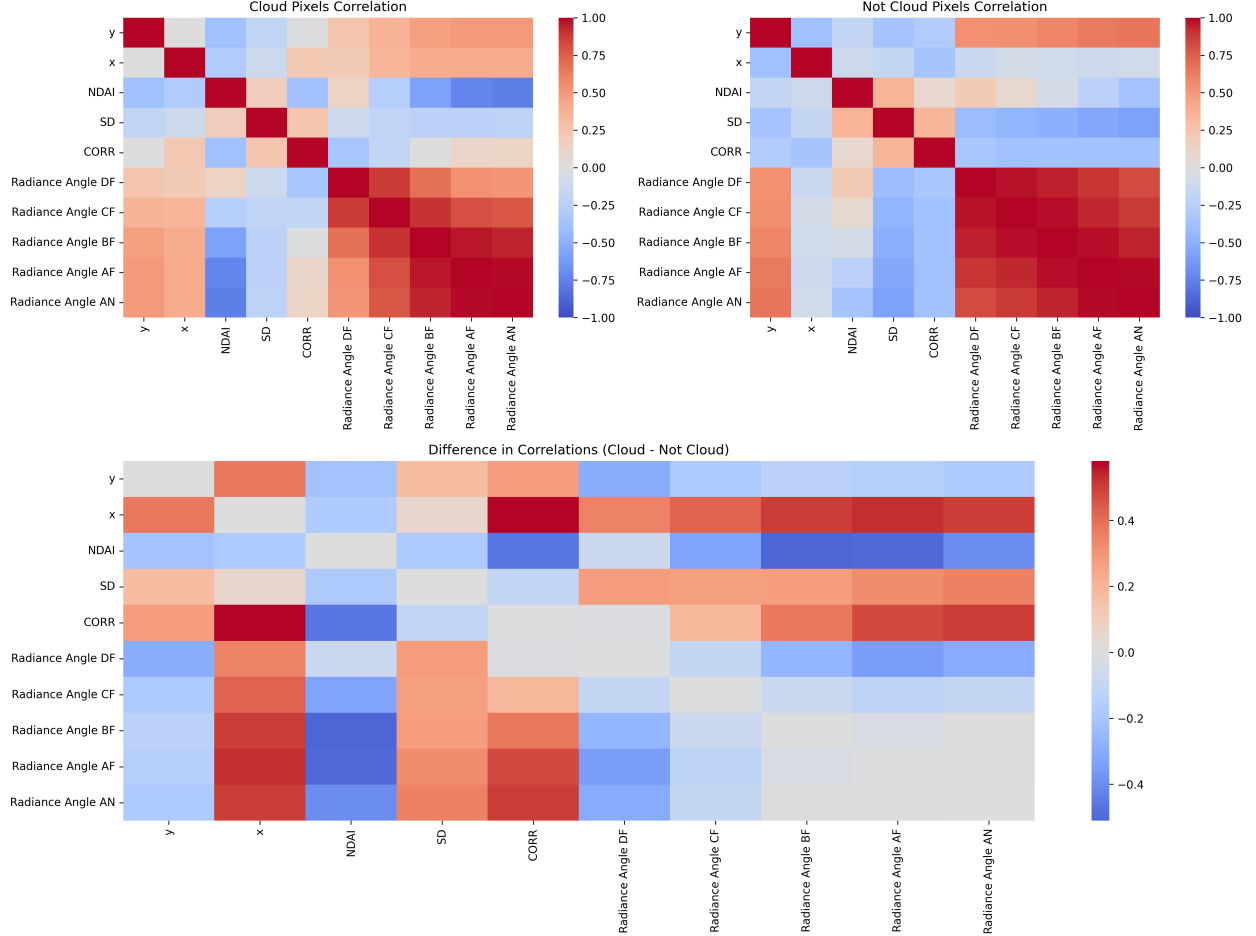 Cloud Pixels Correlation
y
x
NDAI
SD
CORR
Radiance Angle DF
Radiance Angle CF
Radiance Angle BF
Radiance Angle AF
Radiance Angle AN
y
x
NDAI
SD
CORR
Radiance Angle DF
Radiance Angle CF
Radiance Angle BF
Radiance Angle AF
Radiance Angle AN
1.00
0.75
0.50
0.25
0.00
−0.25
−0.50
−0.75
−1.00
Not Cloud Pixels Correlation
y
x
NDAI
SD
CORR
Radiance Angle DF
Radiance Angle CF
Radiance Angle BF
Radiance Angle AF
Radiance Angle AN
y
x
NDAI
SD
CORR
Radiance Angle DF
Radiance Angle CF
Radiance Angle BF
Radiance Angle AF
Radiance Angle AN
1.00
0.75
0.50
0.25
0.00
−0.25
−0.50
−0.75
−1.00
Difference in Correlations (Cloud - Not Cloud)
y
x
NDAI
SD
CORR
Radiance Angle DF
Radiance Angle CF
Radiance Angle BF
Radiance Angle AF
Radiance Angle AN
y
x
NDAI
SD
CORR
Radiance Angle DF
Radiance Angle CF
Radiance Angle BF
Radiance Angle AF
Radiance Angle AN
0.4
0.2
0.0
−0.2
−0.4